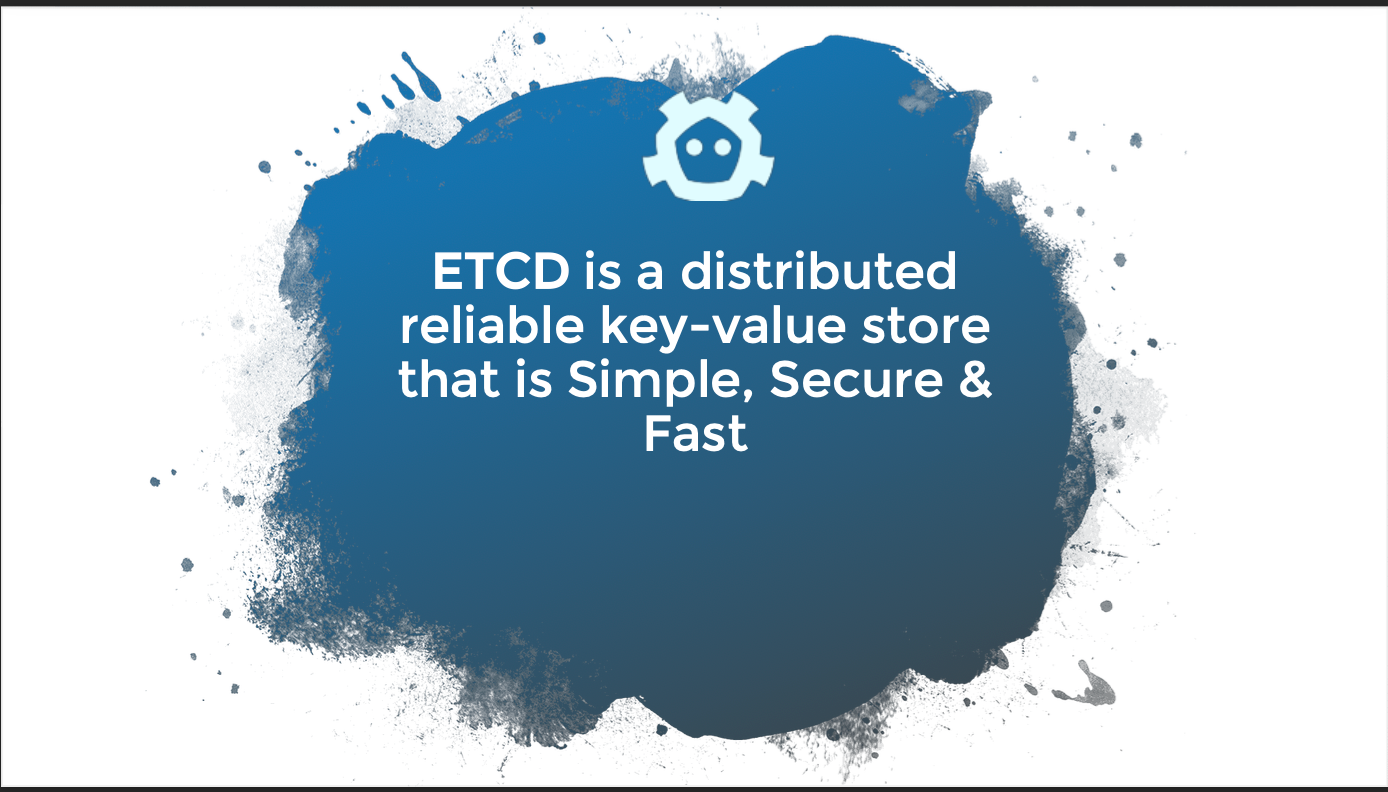 ETCD is a distributed
reliable key-value store
that is Simple, Secure &
Fast